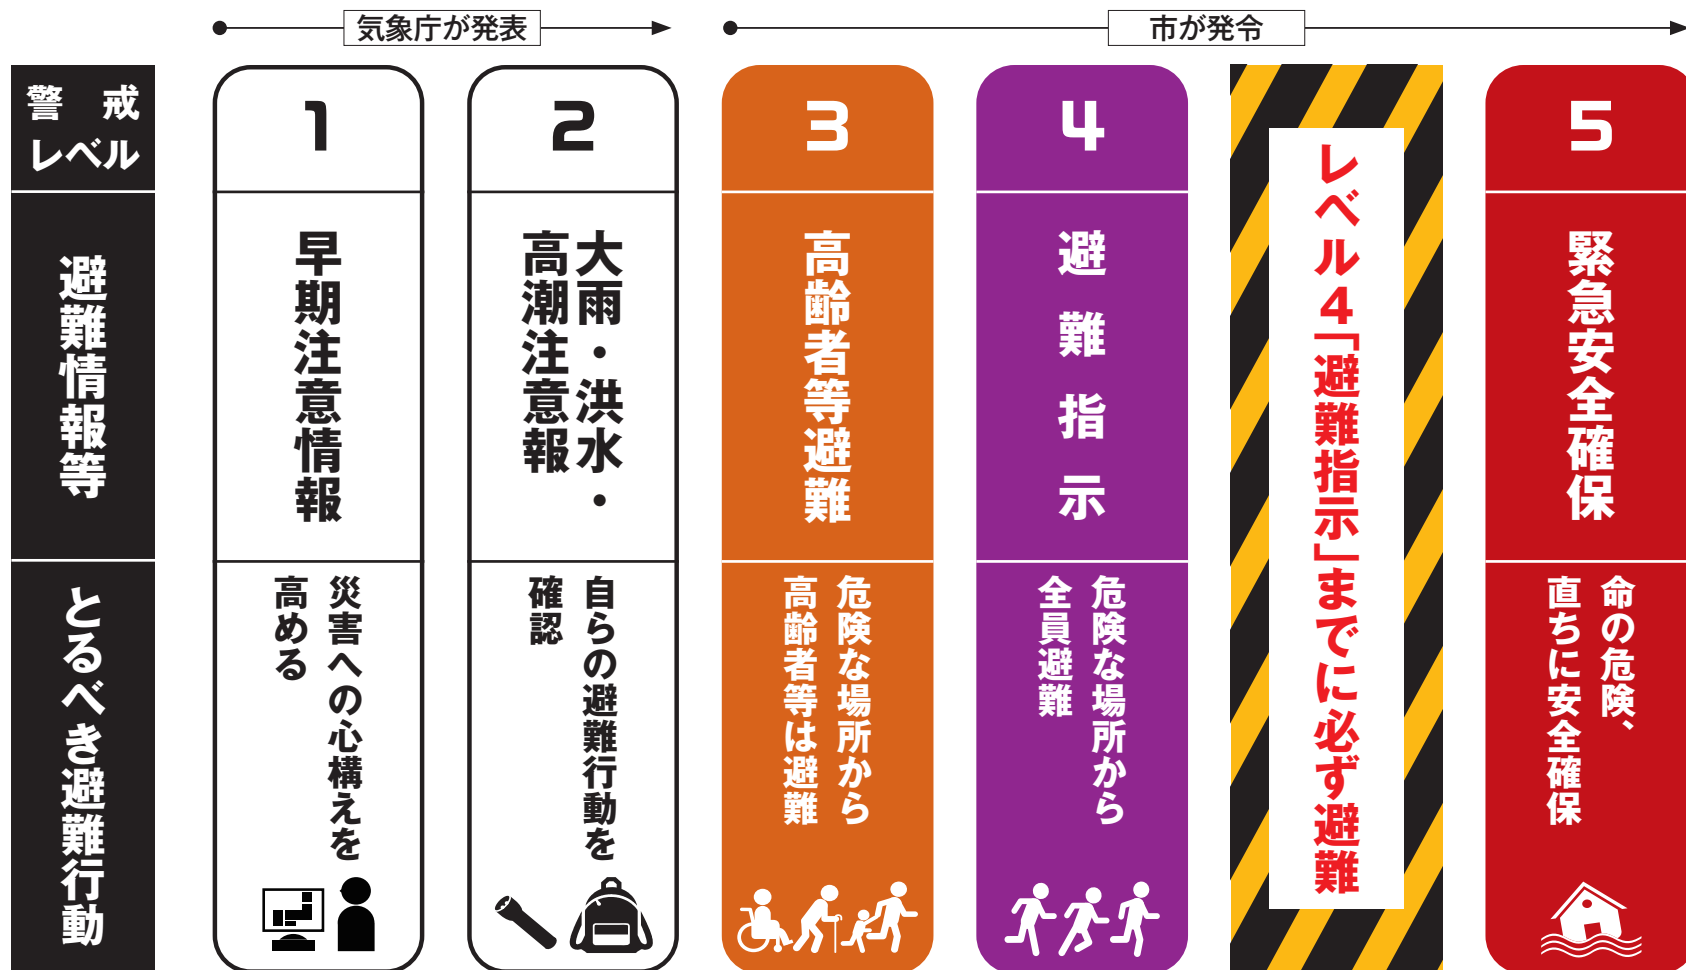 気象庁が発表
市が発令
警戒
レベル
避難情報等
とるべき避難行動
1
早期注意情報
災害への心構えを
高める
2
大雨・洪水・
高潮注意報
自らの避難行動を
確認
3
高齢者等避難
危険な場所から
高齢者等は避難
4
避難指示
危険な場所から
全員避難
レベル4「避難指示」までに必ず避難
5
緊急安全確保
命の危険、
直ちに安全確保